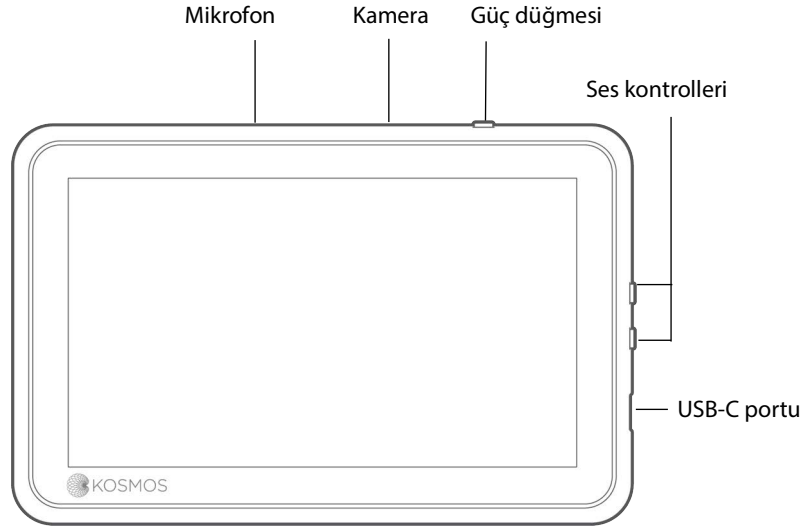 Mikrofon
Kamera
Güç düğmesi
Ses kontrolleri
USB-C portu
KOSMOS